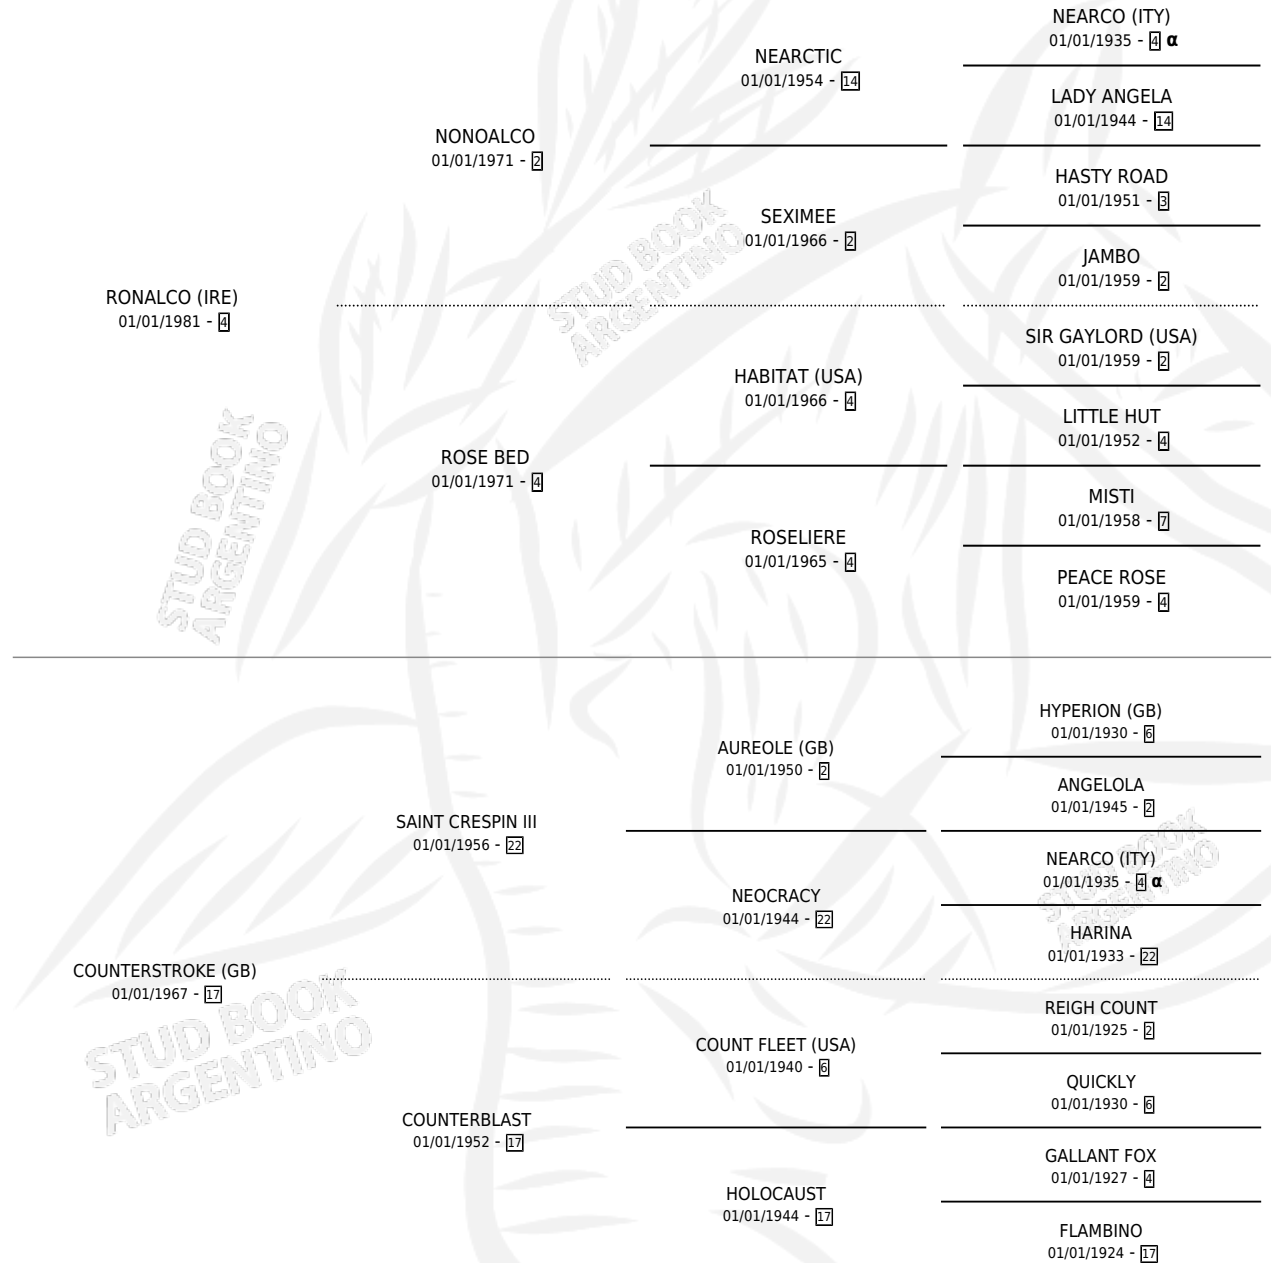 NEARCO (ITY)
01/01/1935 - 4 α
NEARCTIC
01/01/1954 - 14
LADY ANGELA
01/01/1944 - 14
NONOALCO
01/01/1971 - 2
HASTY ROAD
01/01/1951 - 3
SEXIMEE
01/01/1966 - 2
JAMBO
01/01/1959 - 2
RONALCO (IRE)
01/01/1981 - 4
SIR GAYLORD (USA)
01/01/1959 - 2
HABITAT (USA)
01/01/1966 - 4
LITTLE HUT
01/01/1952 - 4
ROSE BED
01/01/1971 - 4
MISTI
01/01/1958 - 7
ROSELIERE
01/01/1965 - 4
PEACE ROSE
01/01/1959 - 4
STUD BOOK
ARGENTINO
STUD BOOK
ARGENTINO
HYPERION (GB)
01/01/1930 - 6
AUREOLE (GB)
01/01/1950 - 2
ANGELOLA
01/01/1945 - 2
SAINT CRESPIN III
01/01/1956 - 22
NEARCO (ITY)
01/01/1935 - 4 α
NEOCRACY
01/01/1944 - 22
HARINA
01/01/1933 - 22
COUNTERSTROKE (GB)
01/01/1967 - 17
REIGH COUNT
01/01/1925 - 2
COUNT FLEET (USA)
01/01/1940 - 6
QUICKLY
01/01/1930 - 6
COUNTERBLAST
01/01/1952 - 17
GALLANT FOX
01/01/1927 - 4
HOLOCAUST
01/01/1944 - 17
FLAMBINO
01/01/1924 - 17
STUD BOOK
ARGENTINO
STUD BOOK
ARGENTINO